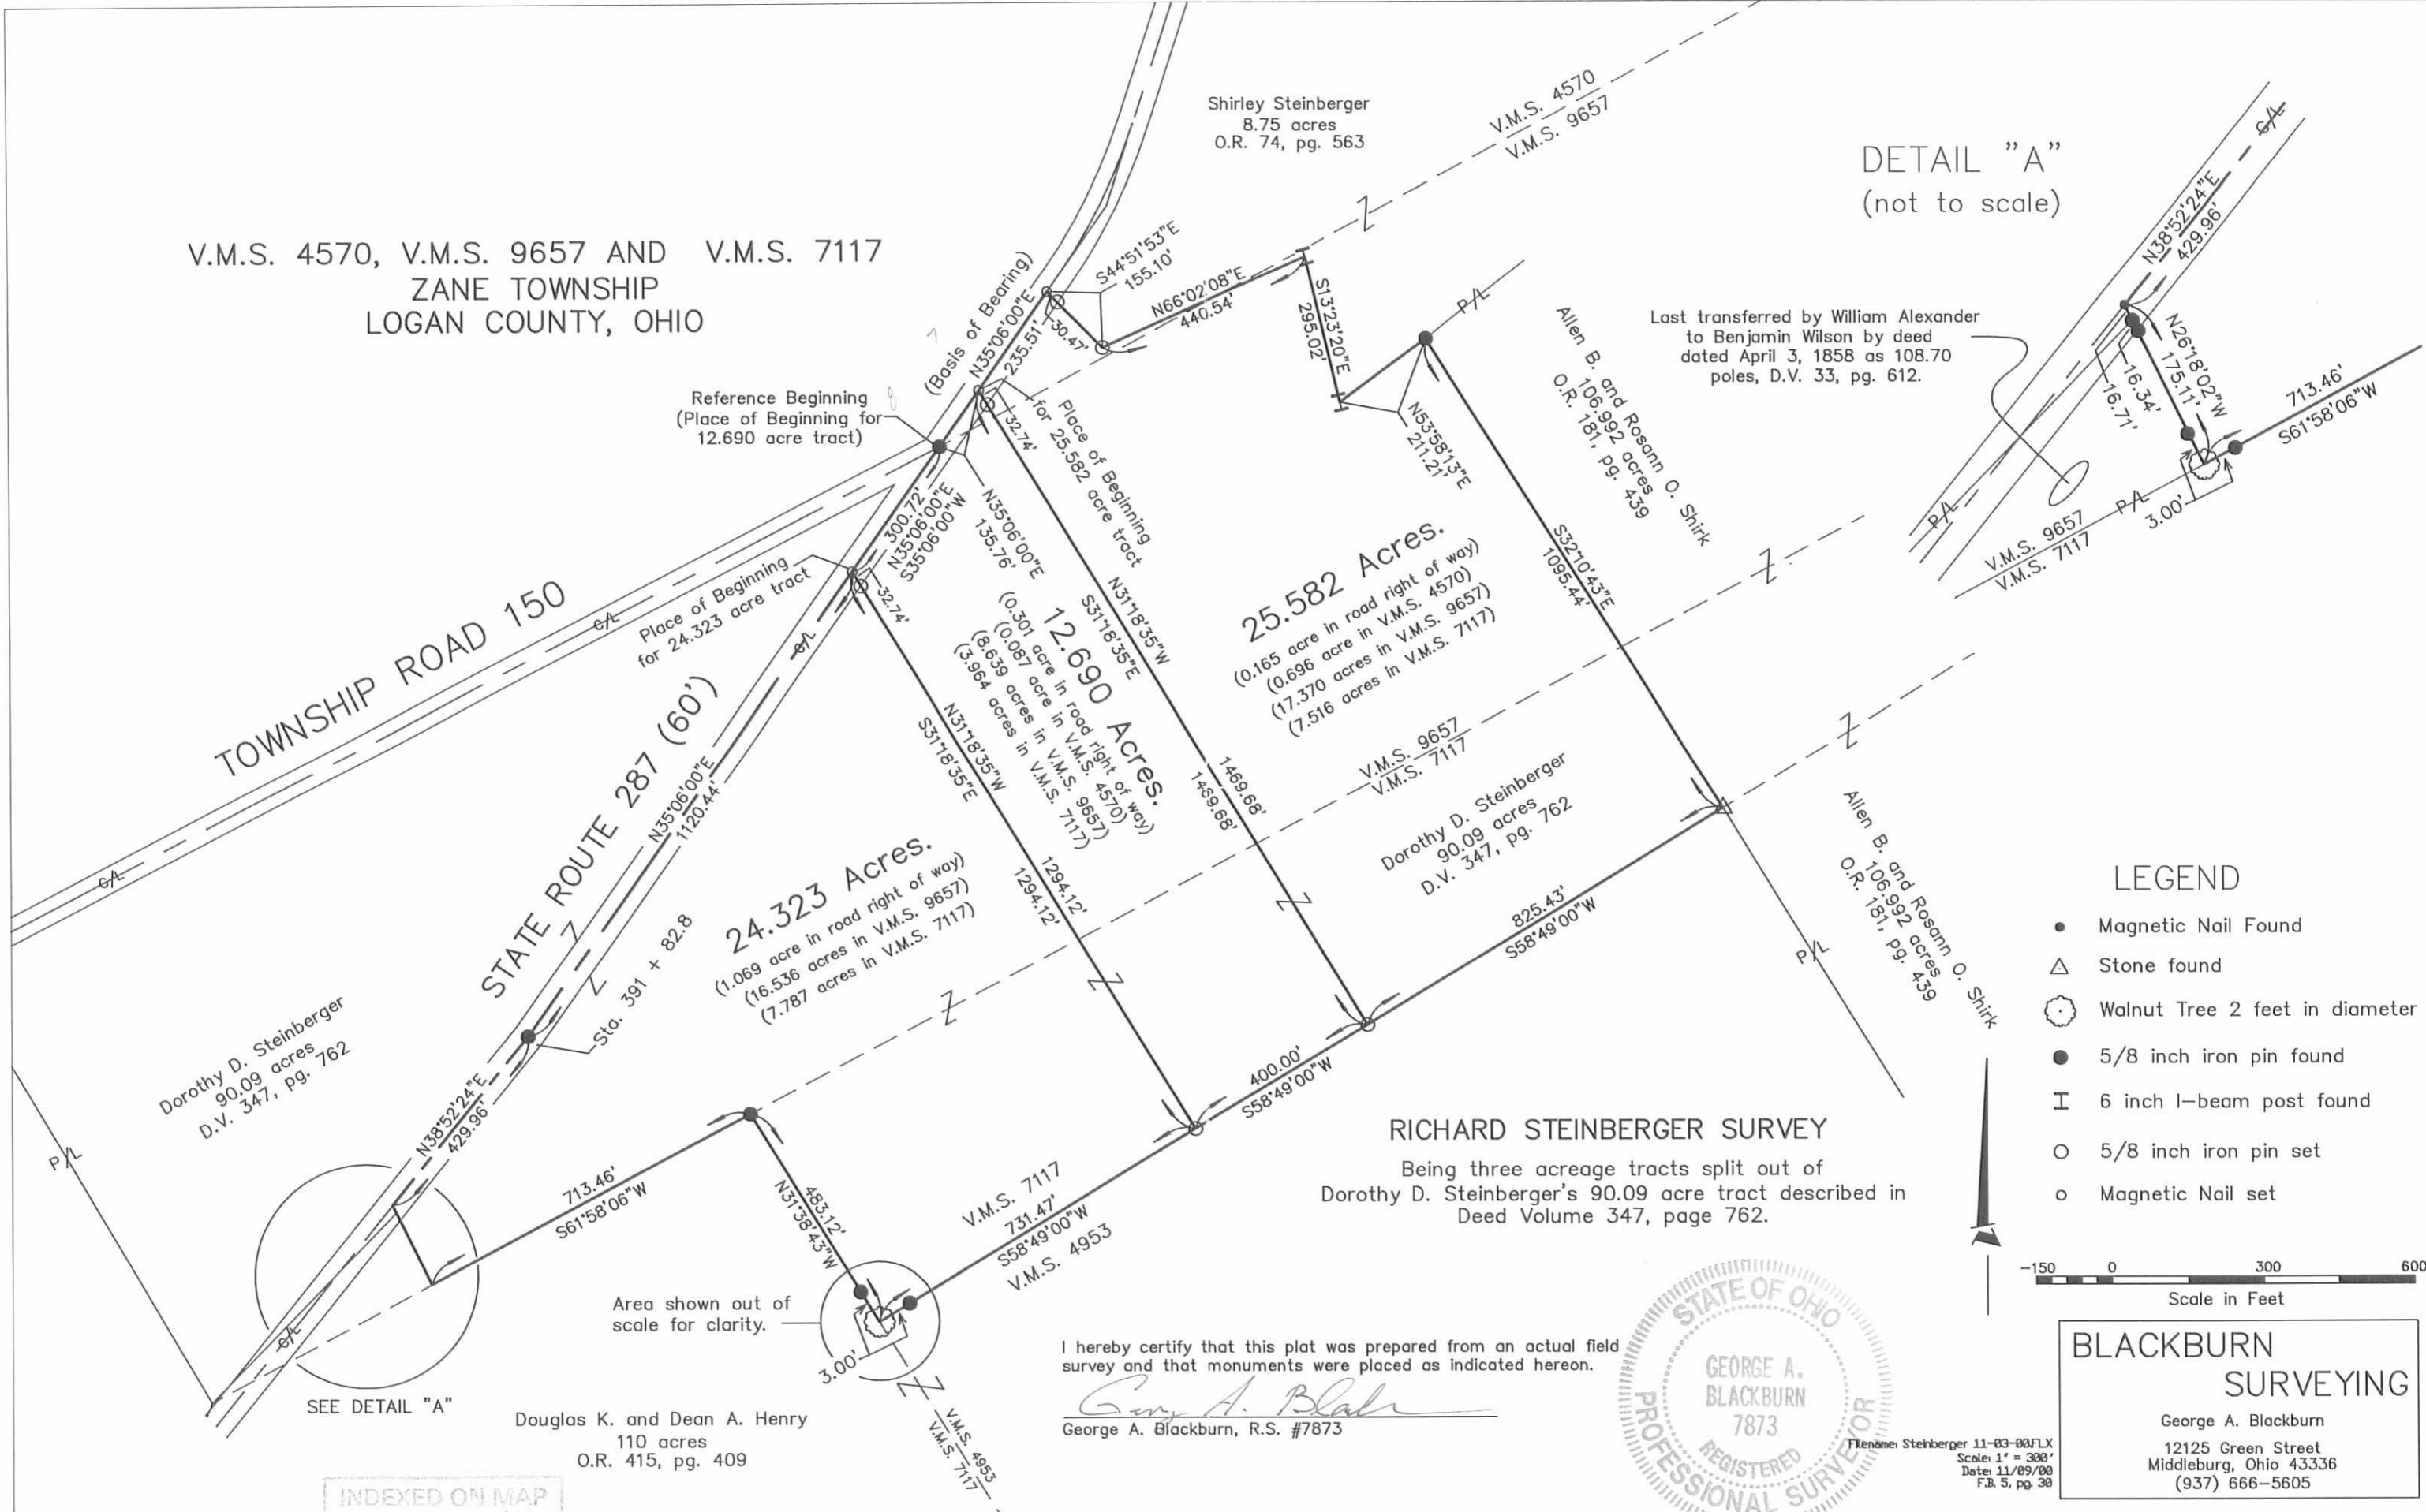 V.M.S. 4570, V.M.S. 9657 AND V.M.S. 7117
ZANE TOWNSHIP
LOGAN COUNTY, OHIO
Shirley Steinberger
8.75 acres
O.R. 74, pg. 563
V.M.S. 4570
V.M.S. 9657
DETAIL "A"
(not to scale)
C/L
N38°52'24"E
429.96'
Last transferred by William Alexander
to Benjamin Wilson by deed
dated April 3, 1858 as 108.70
poles, D.V. 33, pg. 612.
N26°18'02"W
175.11'
16.34'
16.71'
713.46'
S61°58'06"W
3.00'
P/L
P/L
V.M.S. 9657
V.M.S. 7117
(Basis of Bearing)
N35°06'00"E
235.51'
S44°51'53"E
155.10'
30.47'
N66°02'08"E
440.54'
S13°23'20"E
295.02'
P/L
N53°58'13"E
211.21'
Allen B. and Rosann O. Shirk
106.992 acres
O.R. 181, pg. 439
Reference Beginning
(Place of Beginning for
12.690 acre tract)
32.74'
Place of Beginning
for 25.582 acre tract
300.72'
N35°06'00"E
S35°06'00"W
N35°06'00"E
135.76'
Place of Beginning
for 24.323 acre tract
32.74'
TOWNSHIP ROAD 150
C/L
C/L
C/L
STATE ROUTE 287 (60')
N35°06'00"E
1120.44'
N31°18'35"W
S31°18'35"E
1469.68'
1469.68'
12.690 Acres.
(0.301 acre in road right of way)
(0.087 acre in V.M.S. 4570)
(8.639 acres in V.M.S. 9657)
(3.964 acres in V.M.S. 7117)
N31°18'35"W
S31°18'35"E
1294.12'
1294.12'
25.582 Acres.
(0.165 acre in road right of way)
(0.696 acre in V.M.S. 4570)
(17.370 acres in V.M.S. 9657)
(7.516 acres in V.M.S. 7117)
S32°10'43"E
1095.44'
V.M.S. 9657
V.M.S. 7117
Dorothy D. Steinberger
90.09 acres
D.V. 347, pg. 762
825.43'
S58°49'00"W
Allen B. and Rosann O. Shirk
106.992 acres
O.R. 181, pg. 439
P/L
24.323 Acres.
(1.069 acre in road right of way)
(16.536 acres in V.M.S. 9657)
(7.787 acres in V.M.S. 7117)
Sta. 391 + 82.8
Dorothy D. Steinberger
90.09 acres
D.V. 347, pg. 762
P/L
N38°52'24"E
429.96'
C/L
SEE DETAIL "A"
713.46'
S61°58'06"W
483.12'
N31°38'43"W
400.00'
S58°49'00"W
V.M.S. 7117
731.47'
S58°49'00"W
V.M.S. 4953
Area shown out of
scale for clarity.
3.00'
V.M.S. 4953
V.M.S. 7117
Douglas K. and Dean A. Henry
110 acres
O.R. 415, pg. 409
INDEXED ON MAP
RICHARD STEINBERGER SURVEY
Being three acreage tracts split out of
Dorothy D. Steinberger's 90.09 acre tract described in
Deed Volume 347, page 762.
I hereby certify that this plat was prepared from an actual field
survey and that monuments were placed as indicated hereon.
George A. Blackburn, R.S. #7873
STATE OF OHIO
GEORGE A.
BLACKBURN
7873
REGISTERED
PROFESSIONAL SURVEYOR
LEGEND
Magnetic Nail Found
Stone found
Walnut Tree 2 feet in diameter
5/8 inch iron pin found
6 inch I-beam post found
5/8 inch iron pin set
Magnetic Nail set
-150 0 300 600
Scale in Feet
Filename: Steinberger 11-03-00.FLX
Scale: 1" = 300'
Date: 11/09/00
F.B. 5, pg. 30
BLACKBURN
SURVEYING
George A. Blackburn
12125 Green Street
Middleburg, Ohio 43336
(937) 666-5605